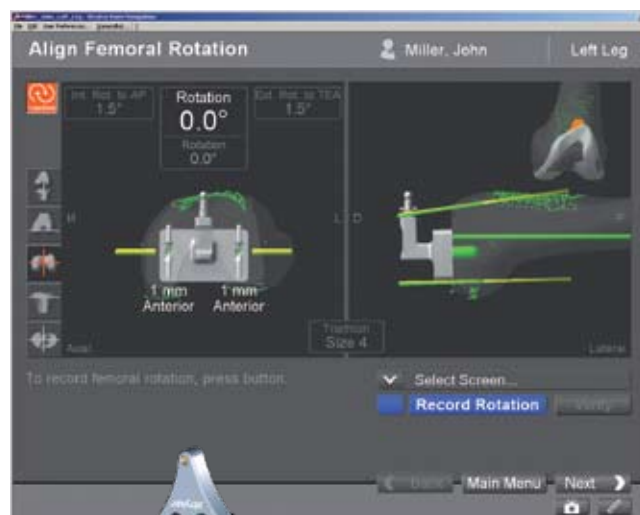 Align Femoral Rotation
Miller, John
Left Leg
Int. Rot. to AP
1.5°
Rotation
0.0°
Rotation
0.0°
Ext. Rot. to TEA
1.5°
M
L
D
1 mm
Anterior
1 mm
Anterior
Triathlon
Size 4
Axial
Lateral
To record femoral rotation, press button.
Select Screen...
Record Rotation
Verify
Back
Main Menu
Next